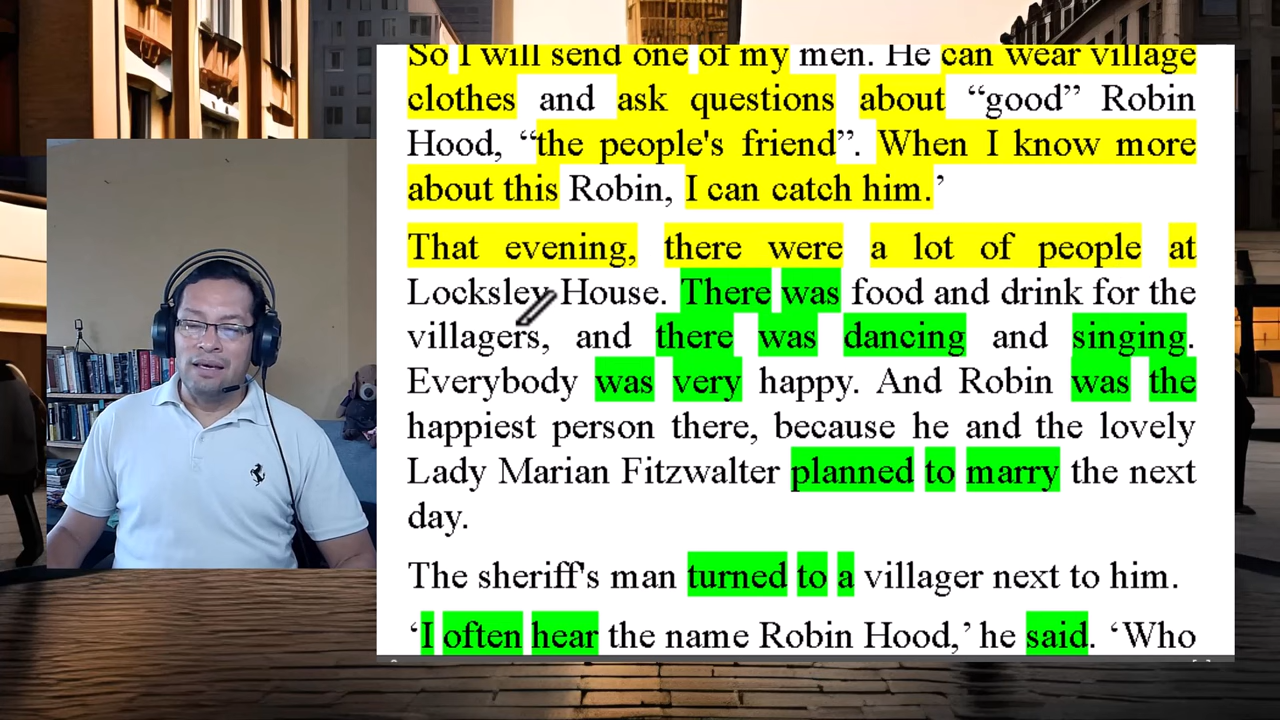 So I will send one of my men. He can wear village
clothes and ask questions about “good” Robin
Hood, “the people's friend”. When I know more
about this Robin, I can catch him.’
That evening, there were a lot of people at
Locksley House. There was food and drink for the
villagers, and there was dancing and singing.
Everybody was very happy. And Robin was the
happiest person there, because he and the lovely
Lady Marian Fitzwalter planned to marry the next
day.
The sheriff's man turned to a villager next to him.
‘I often hear the name Robin Hood,’ he said. ‘Who